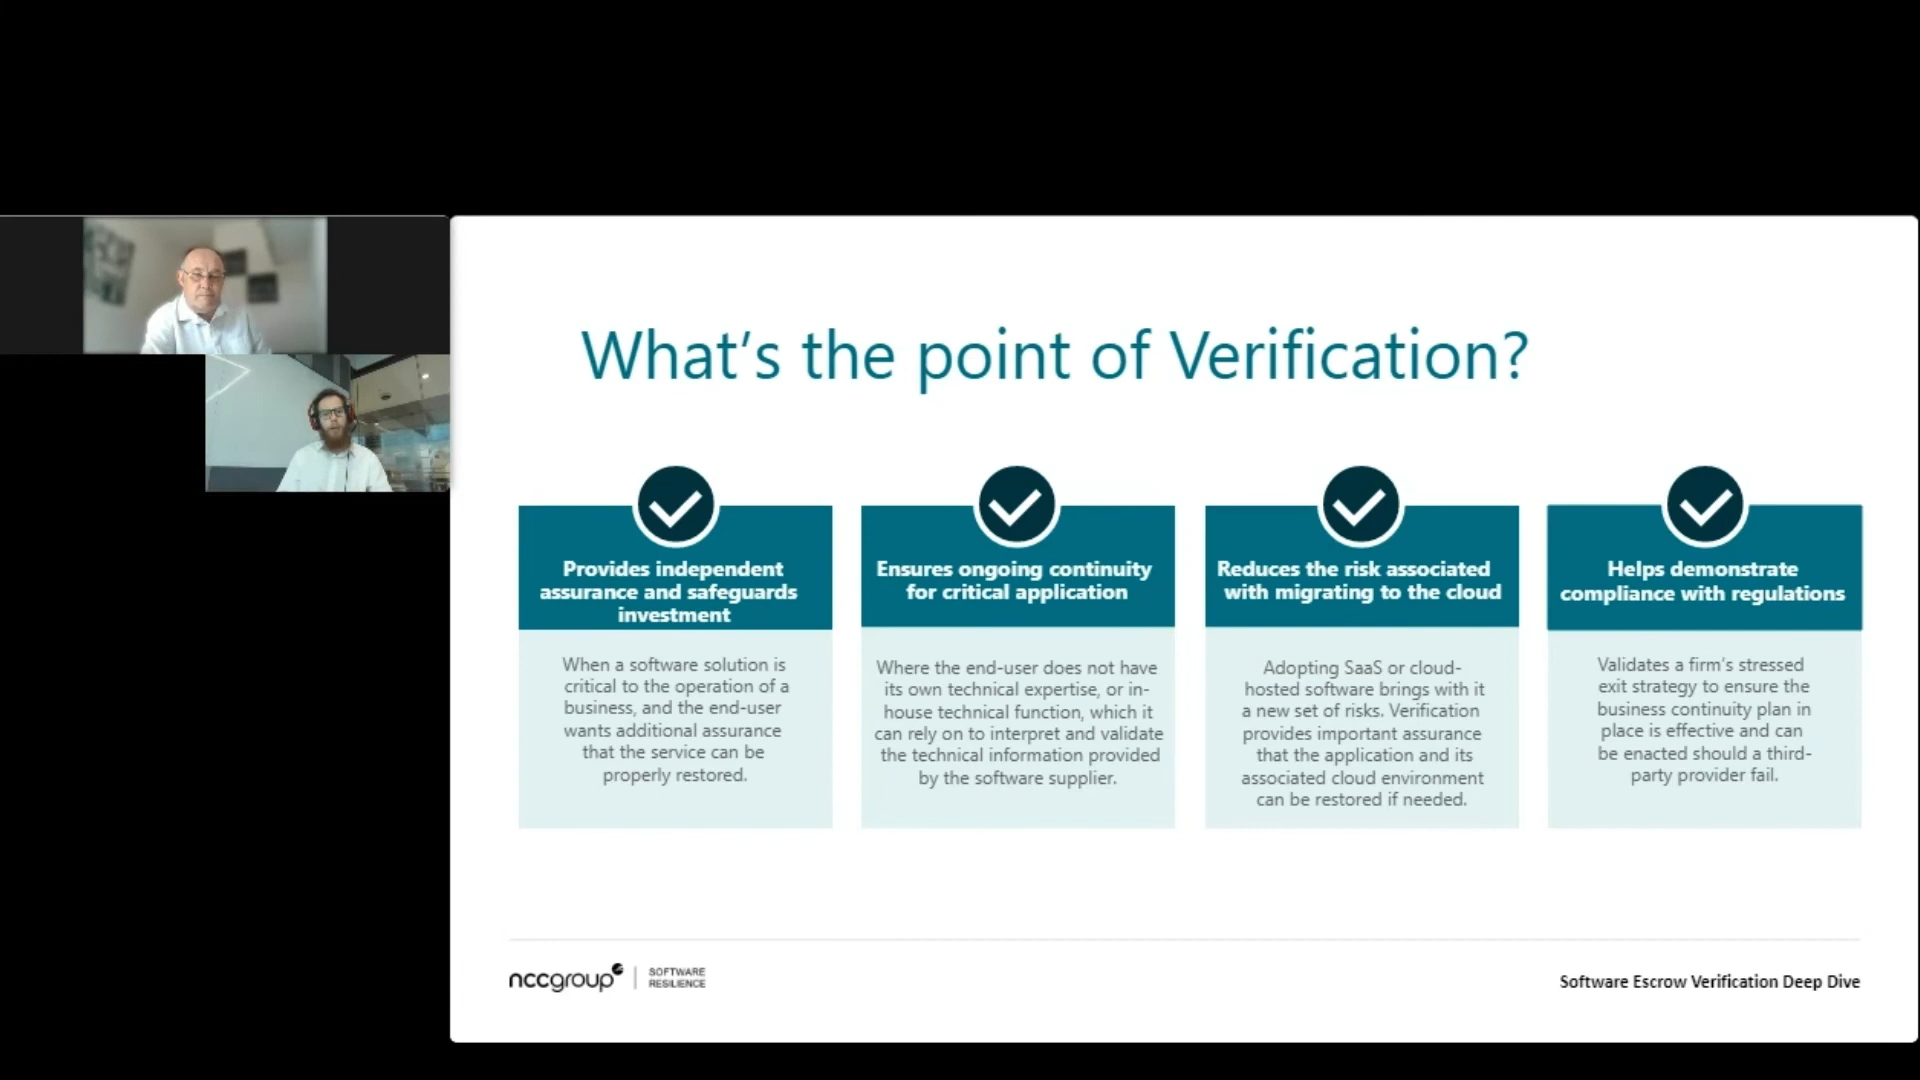 What's the point of Verification?
Provides independent
assurance and safeguards
investment
When a software solution is
critical to the operation of a
business, and the end-user
wants additional assurance
that the service can be
properly restored.
Ensures ongoing continuity
for critical application
Where the end-user does not have
its own technical expertise, or in-
house technical function, which it
can rely on to interpret and validate
the technical information provided
by the software supplier.
Reduces the risk associated
with migrating to the cloud
Adopting SaaS or cloud-
hosted software brings with it
a new set of risks. Verification
provides important assurance
that the application and its
associated cloud environment
can be restored if needed.
Helps demonstrate
compliance with regulations
Validates a firm's stressed
exit strategy to ensure the
business continuity plan in
place is effective and can
be enacted should a third-
party provider fail.
nccgroup
SOFTWARE
RESILIENCE
Software Escrow Verification Deep Dive